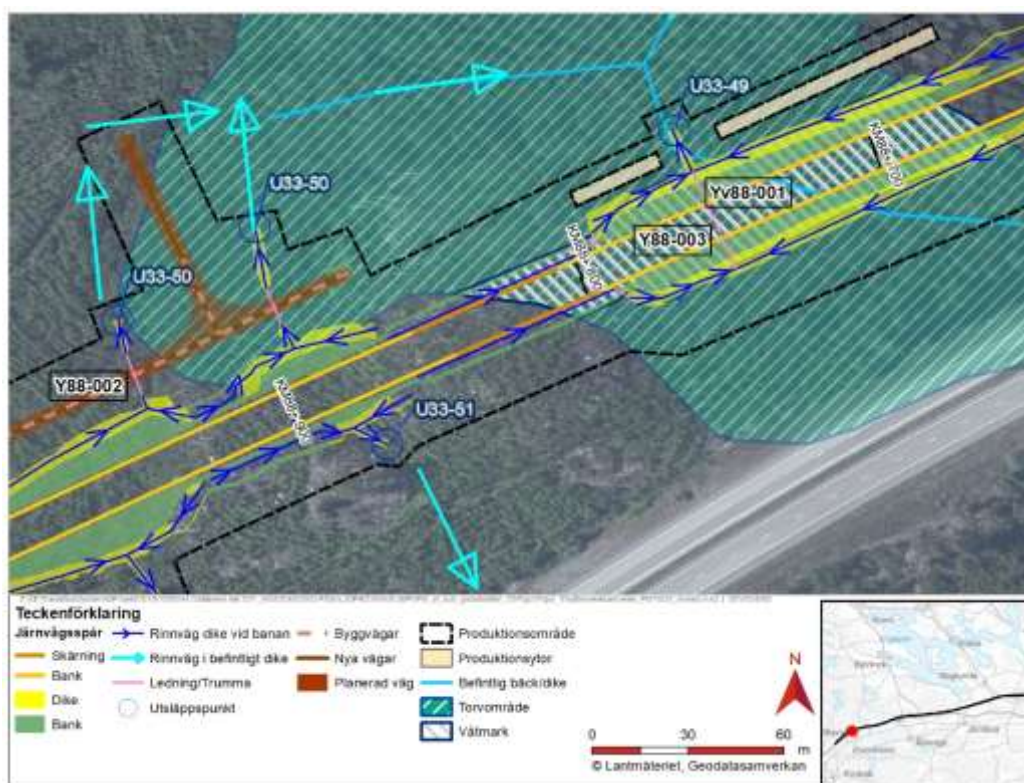 U33-49
U33-50
U33-50
Yv88-001
Y88-003
Y88-002
U33-51
Teckenförklaring
Järnvägsspår
Skärning
Bank
Dike
Bank
Rinnväg dike vid banan
Rinnväg i befintligt dike
Ledning/Trumma
Utsläppspunkt
Byggvägar
Nya vägar
Planerad väg
Produktionsområde
Produktionsytor
Befintlig bäck/dike
Torvområde
Våtmark
N
0 30 60
m
© Lantmäteriet, Geodatasamverkan